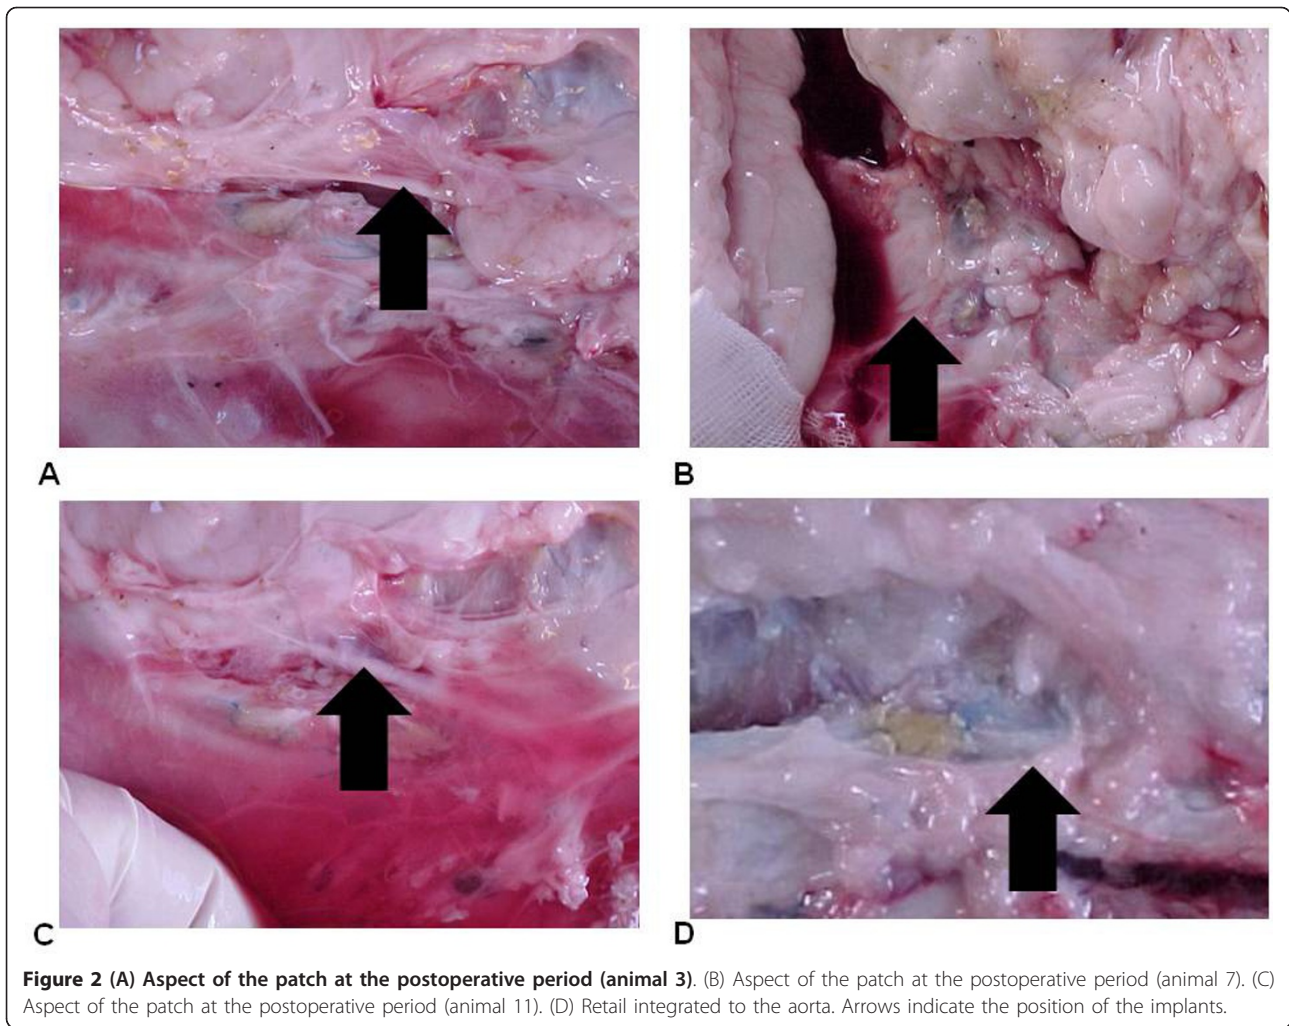 A
B
C
D
Figure 2 (A) Aspect of the patch at the postoperative period (animal 3). (B) Aspect of the patch at the postoperative period (animal 7). (C)
Aspect of the patch at the postoperative period (animal 11). (D) Retail integrated to the aorta. Arrows indicate the position of the implants.